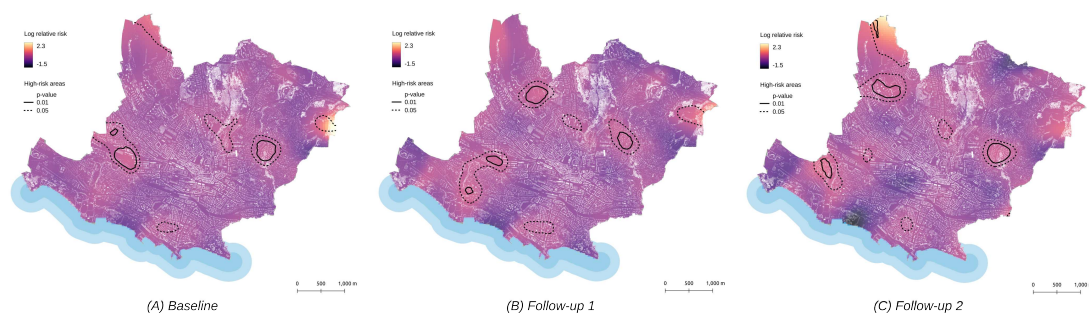 Log relative risk
2.3
-1.5
High-risk areas
p-value
0.01
0.05
0 500 1,000 m
(A) Baseline
Log relative risk
2.3
-1.5
High-risk areas
p-value
0.01
0.05
0 500 1,000 m
(B) Follow-up 1
Log relative risk
2.3
-1.5
High-risk areas
p-value
0.01
0.05
0 500 1,000 m
(C) Follow-up 2